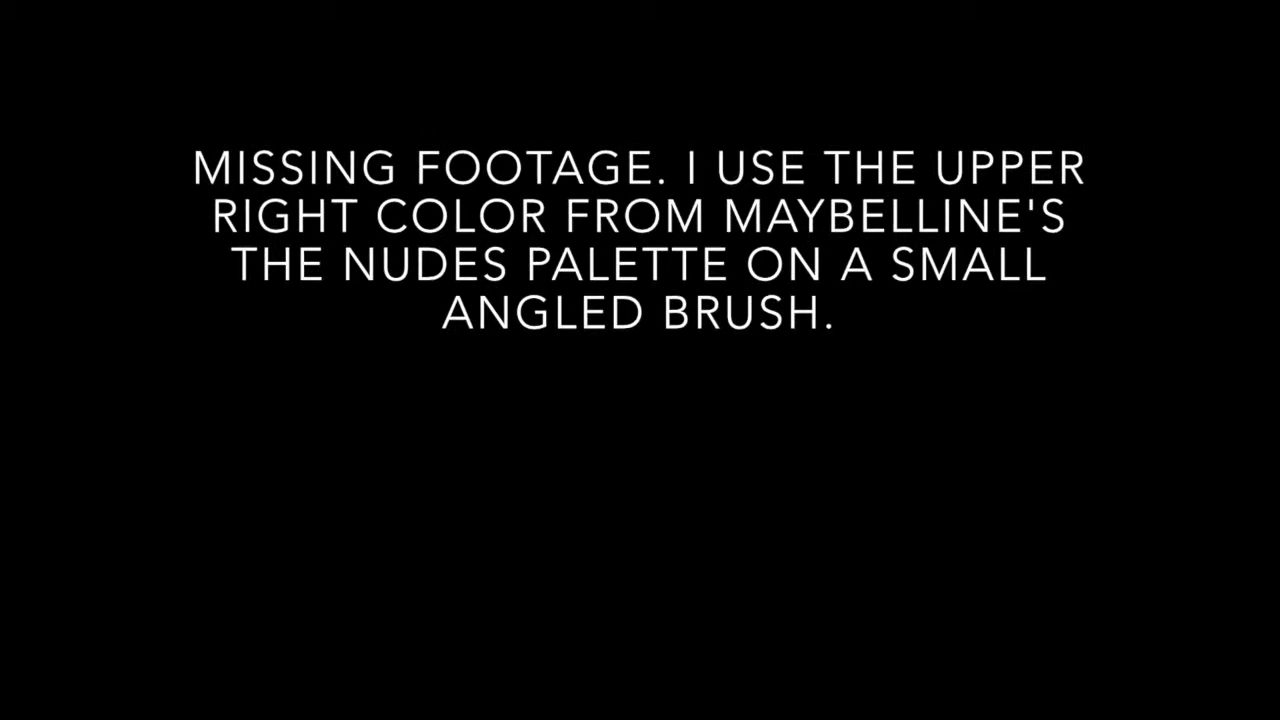 MISSING FOOTAGE. I USE THE UPPER
RIGHT COLOR FROM MAYBELLINE'S
THE NUDES PALETTE ON A SMALL
ANGLED BRUSH.